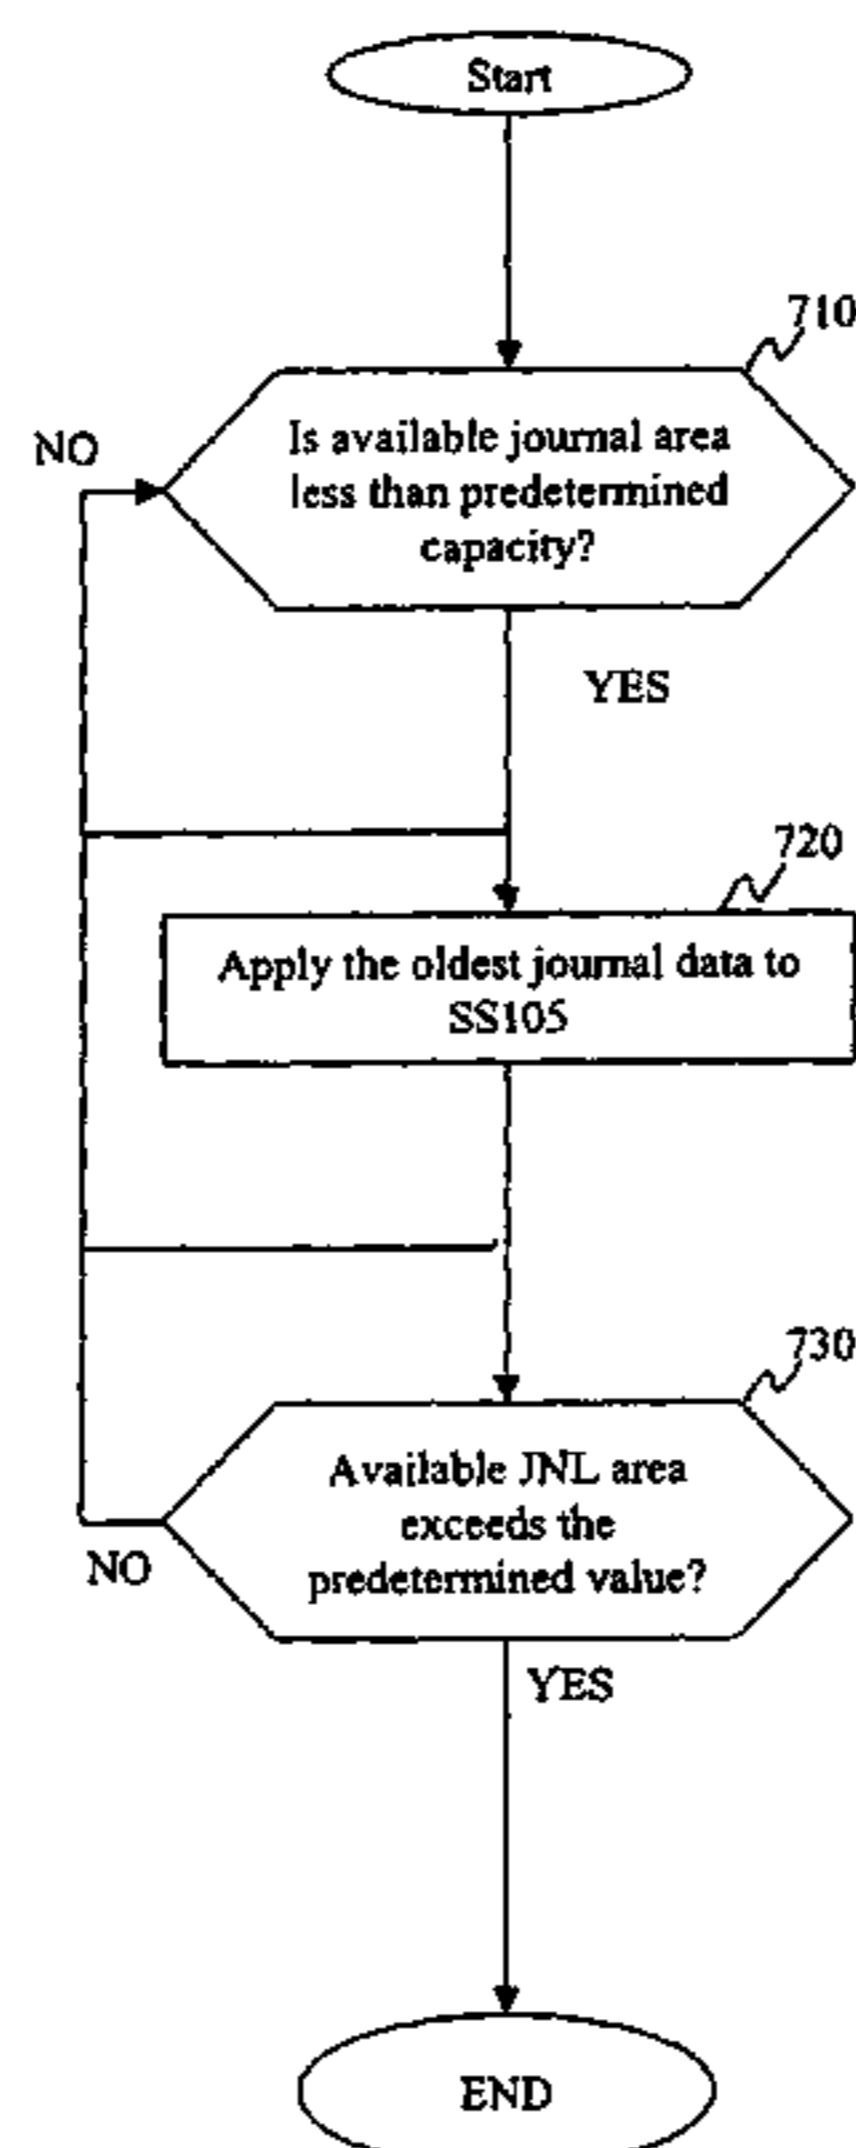 Start
710
NO
Is available journal area
less than predetermined
capacity?
YES
720
Apply the oldest journal data to
SS105
730
Available JNL area
exceeds the
predetermined value?
NO
YES
END